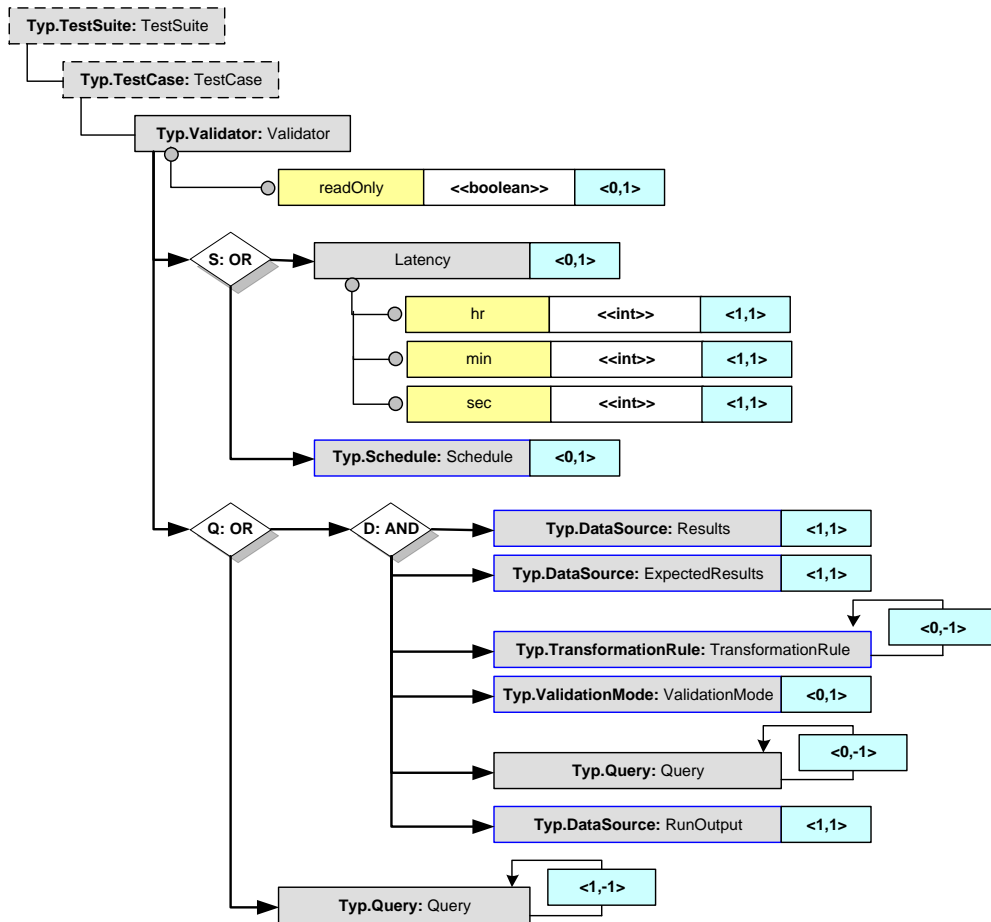 Typ.TestSuite: TestSuite
Typ.TestCase: TestCase
Typ.Validator: Validator
readOnly <<boolean>> <0,1>
S: OR Latency <0,1>
hr <<int>> <1,1>
min <<int>> <1,1>
sec <<int>> <1,1>
Typ.Schedule: Schedule <0,1>
Q: OR D: AND Typ.DataSource: Results <1,1>
Typ.DataSource: ExpectedResults <1,1>
<0,-1>
Typ.TransformationRule: TransformationRule
Typ.ValidationMode: ValidationMode <0,1>
<0,-1>
Typ.Query: Query
Typ.DataSource: RunOutput <1,1>
<1,-1>
Typ.Query: Query